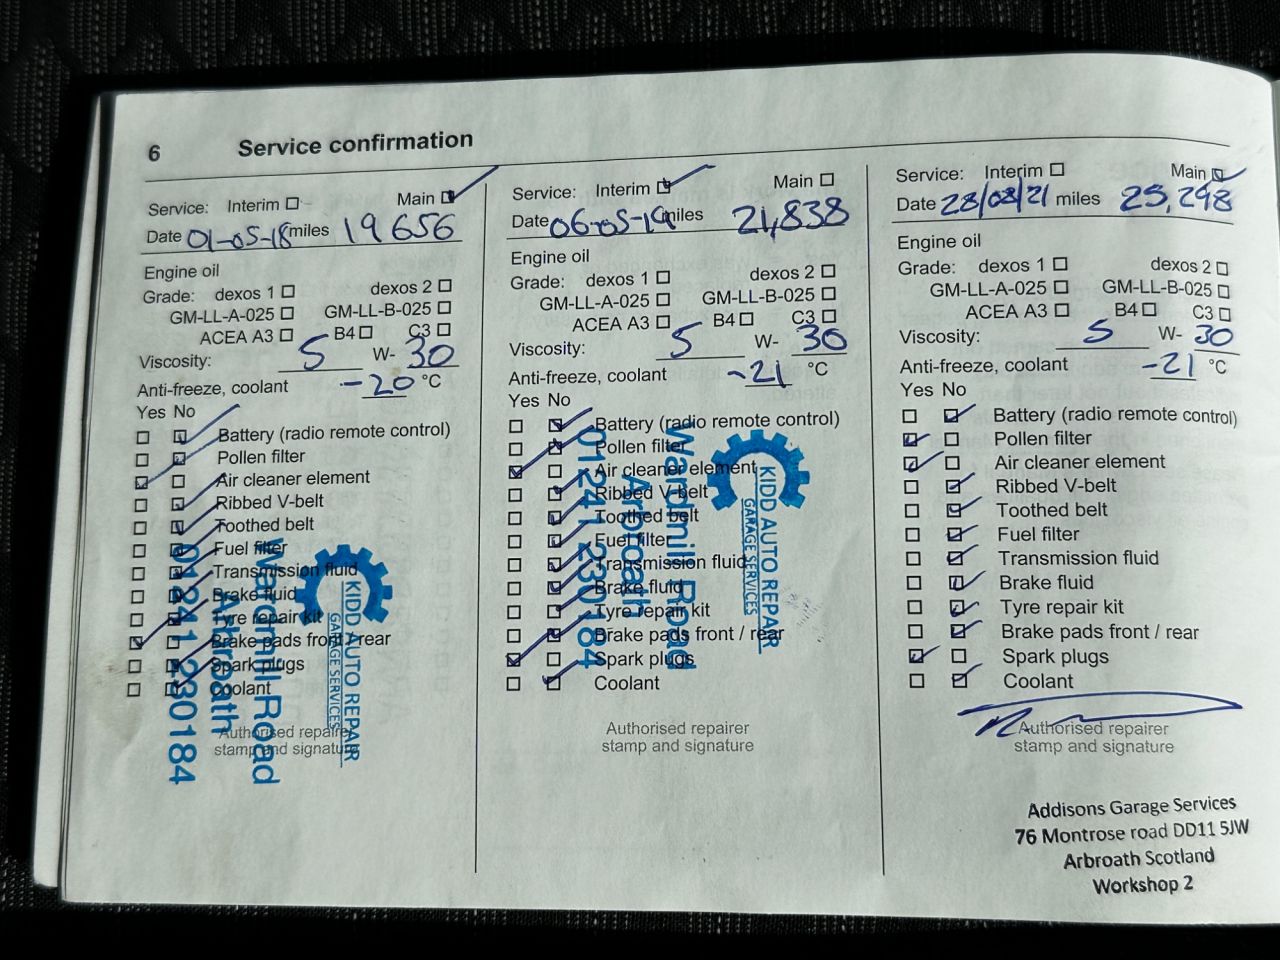 6 Service confirmation
Service: Interim Main
Date 01-05-18 miles 19656
Engine oil
Grade: dexos 1 dexos 2
GM-LL-A-025 GM-LL-B-025
ACEA A3 B4 C3
Viscosity: 5 W- 30
Anti-freeze, coolant -20 °C
Yes No
Battery (radio remote control)
Pollen filter
Air cleaner element
Ribbed V-belt
Toothed belt
Fuel filter
Transmission fluid
Brake fluid
Tyre repair kit
Brake pads front / rear
Spark plugs
Coolant
Authorised repairer
stamp and signature
KIDD AUTO REPAIR
GARAGE SERVICES
Wardmill Road
Arbroath
01241 230184
Service: Interim Main
Date 06-05-19 miles 21,838
Engine oil
Grade: dexos 1 dexos 2
GM-LL-A-025 GM-LL-B-025
ACEA A3 B4 C3
Viscosity: 5 W- 30
Anti-freeze, coolant -21 °C
Yes No
Battery (radio remote control)
Pollen filter
Air cleaner element
Ribbed V-belt
Toothed belt
Fuel filter
Transmission fluid
Brake fluid
Tyre repair kit
Brake pads front / rear
Spark plugs
Coolant
Authorised repairer
stamp and signature
KIDD AUTO REPAIR
GARAGE SERVICES
Wardmill Road
Arbroath
01241 230184
Service: Interim Main
Date 28/08/21 miles 25,298
Engine oil
Grade: dexos 1 dexos 2
GM-LL-A-025 GM-LL-B-025
ACEA A3 B4 C3
Viscosity: 5 W- 30
Anti-freeze, coolant -21 °C
Yes No
Battery (radio remote control)
Pollen filter
Air cleaner element
Ribbed V-belt
Toothed belt
Fuel filter
Transmission fluid
Brake fluid
Tyre repair kit
Brake pads front / rear
Spark plugs
Coolant
Authorised repairer
stamp and signature
Addisons Garage Services
76 Montrose road DD11 5JW
Arbroath Scotland
Workshop 2